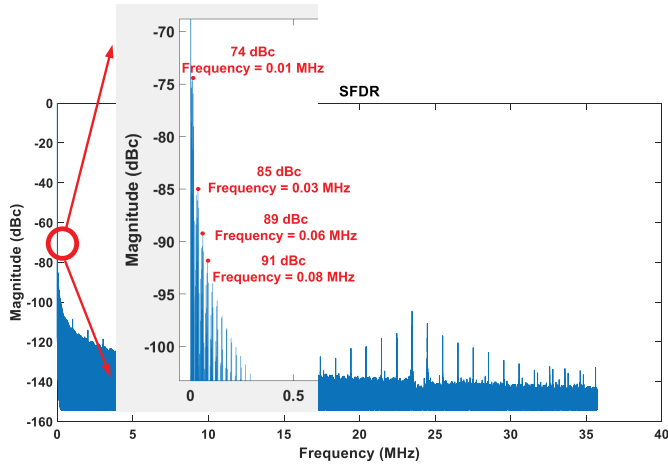 SFDR
Magnitude (dBc)
0
-20
-40
-60
-80
-100
-120
-140
-160
0
5
10
15
20
25
30
35
40
Frequency (MHz)
Magnitude (dBc)
-70
-75
-80
-85
-90
-95
-100
0
0.5
74 dBc
Frequency = 0.01 MHz
85 dBc
Frequency = 0.03 MHz
89 dBc
Frequency = 0.06 MHz
91 dBc
Frequency = 0.08 MHz